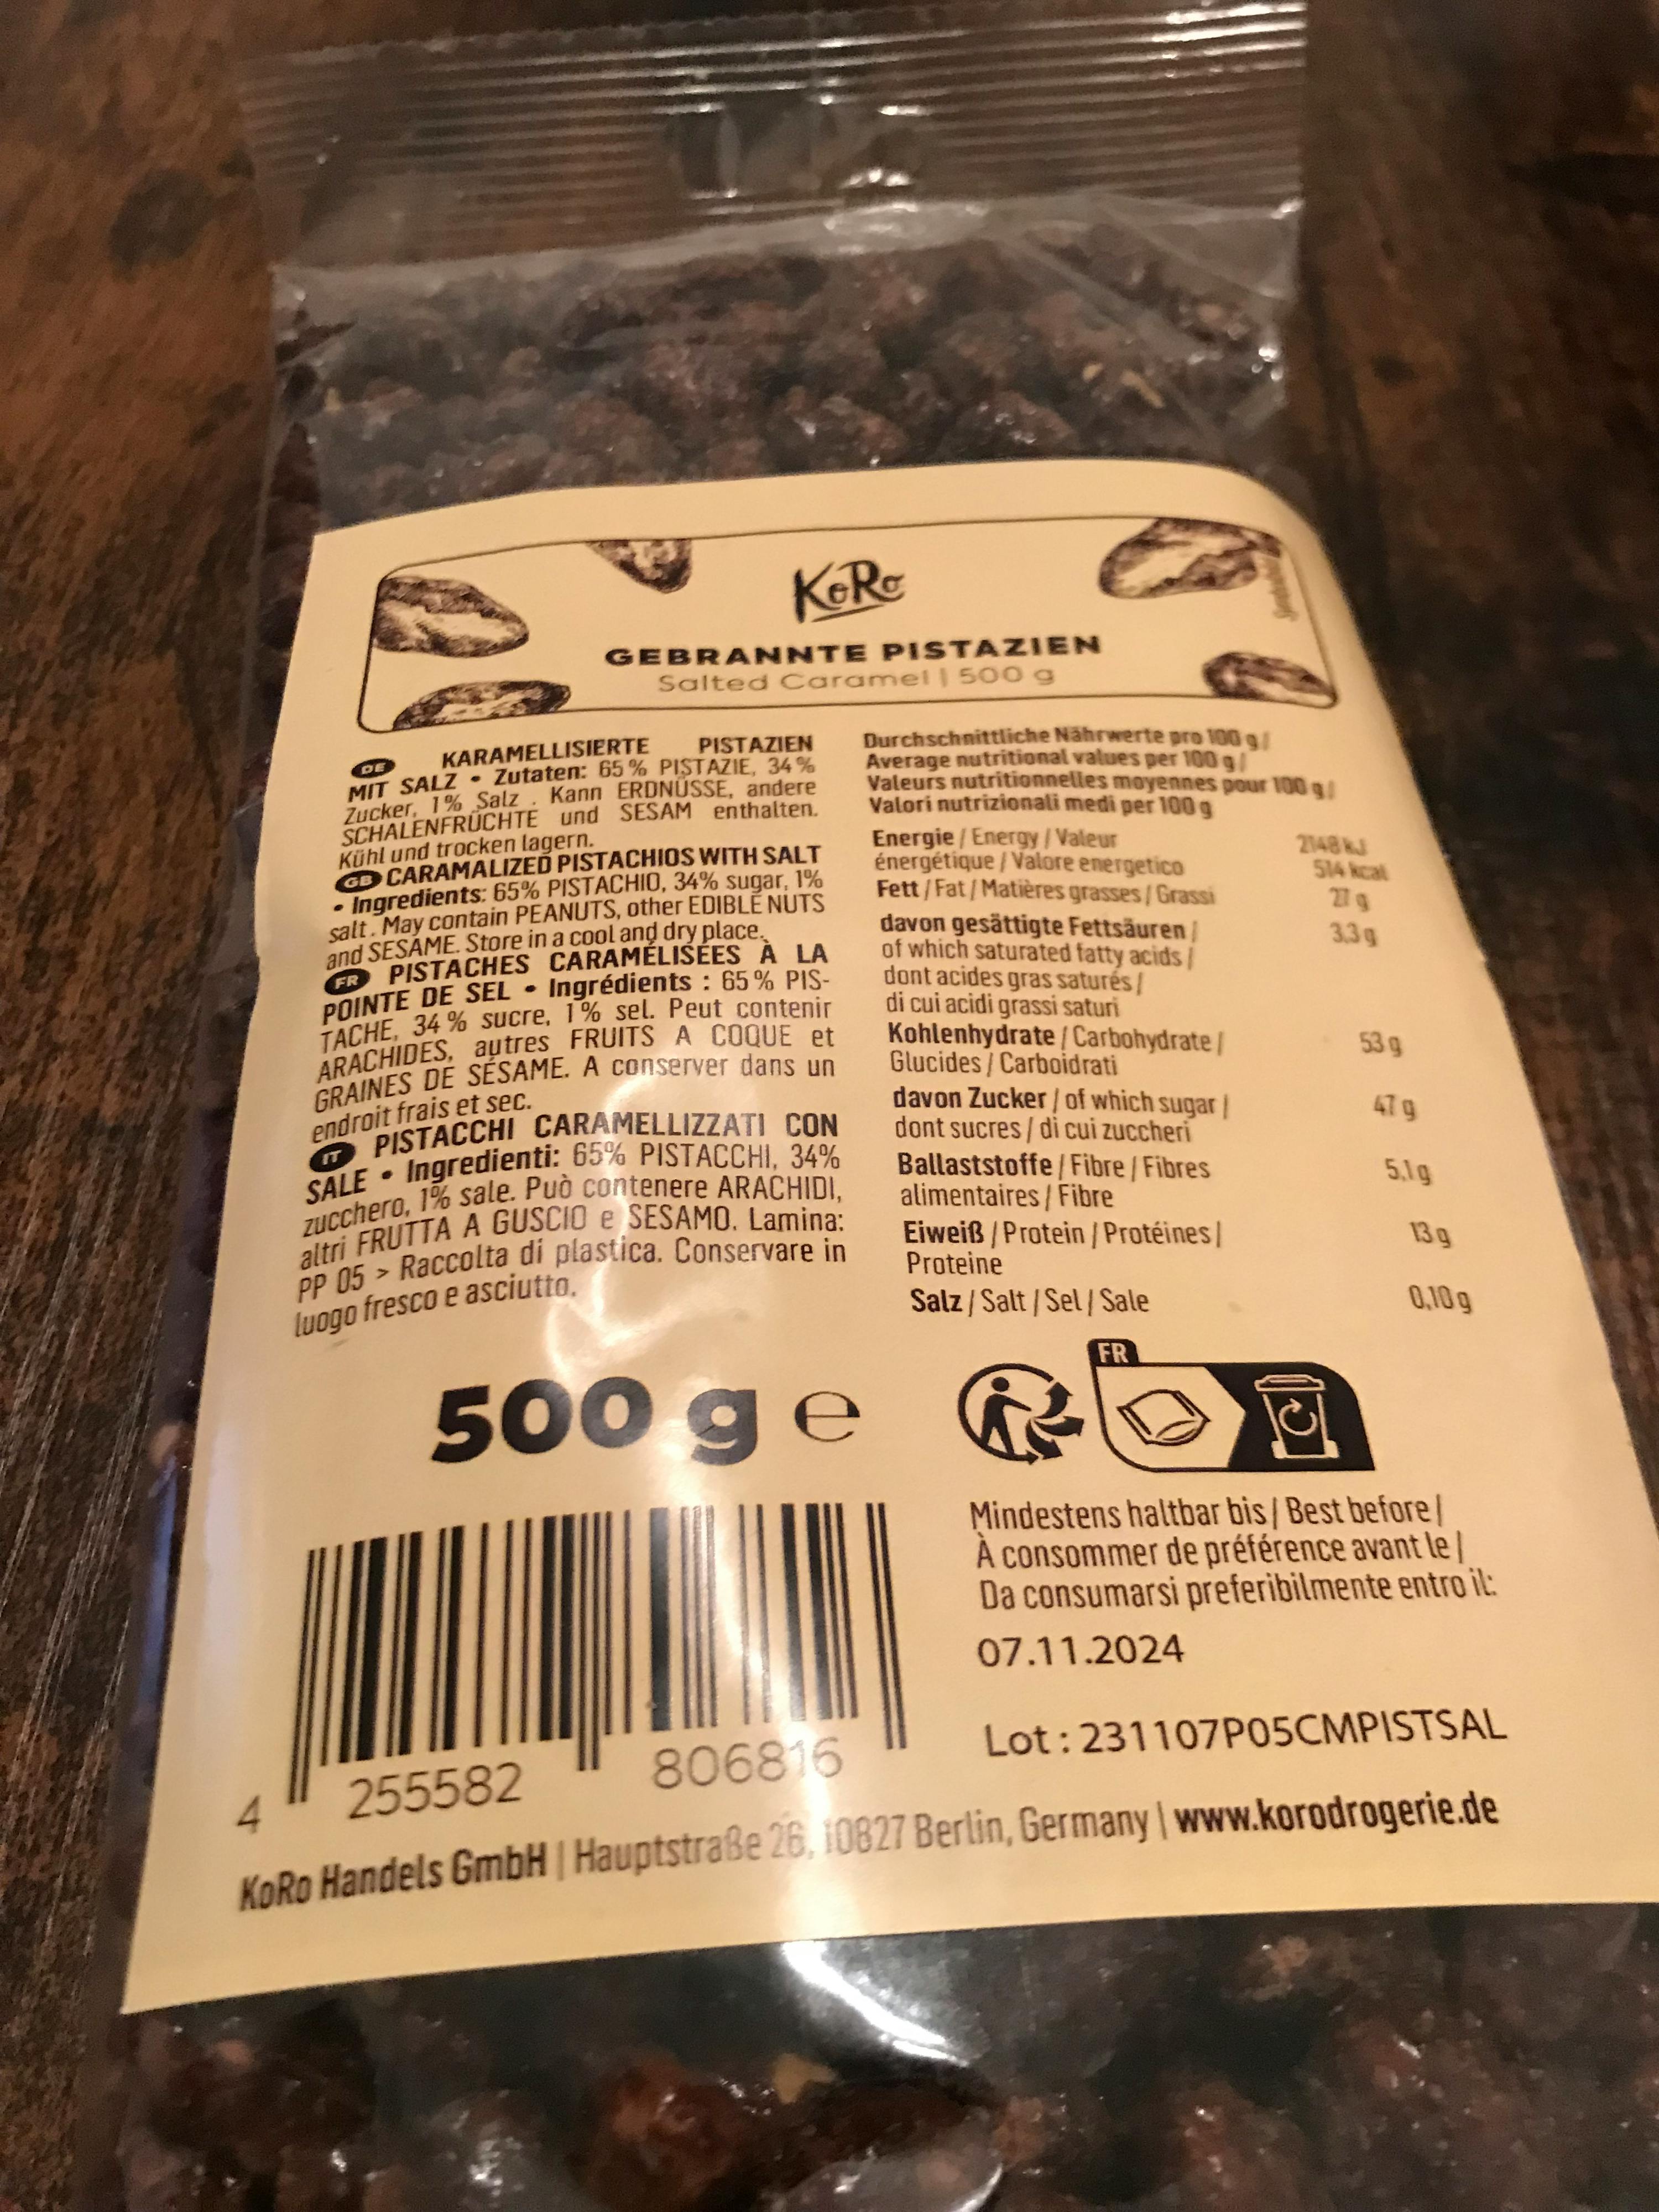 KoRo
GEBRANNTE PISTAZIEN
Salted Caramel | 500 g
DE KARAMELLISIERTE PISTAZIEN
MIT SALZ • Zutaten: 65 % PISTAZIE, 34 %
Zucker, 1% Salz . Kann ERDNÜSSE, andere
SCHALENFRÜCHTE und SESAM enthalten.
Kühl und trocken lagern.
GB CARAMALIZED PISTACHIOS WITH SALT
• Ingredients: 65% PISTACHIO, 34% sugar, 1%
salt . May contain PEANUTS, other EDIBLE NUTS
and SESAME. Store in a cool and dry place.
FR PISTACHES CARAMÉLISÉES À LA
POINTE DE SEL • Ingrédients : 65 % PIS-
TACHE, 34 % sucre, 1 % sel. Peut contenir
ARACHIDES, autres FRUITS A COQUE et
GRAINES DE SÉSAME. A conserver dans un
endroit frais et sec.
IT PISTACCHI CARAMELLIZZATI CON
SALE • Ingredienti: 65% PISTACCHI, 34%
zucchero, 1% sale. Può contenere ARACHIDI,
altri FRUTTA A GUSCIO e SESAMO. Lamina:
PP 05 > Raccolta di plastica. Conservare in
luogo fresco e asciutto.
Durchschnittliche Nährwerte pro 100 g /
Average nutritional values per 100 g /
Valeurs nutritionnelles moyennes pour 100 g /
Valori nutrizionali medi per 100 g
Energie / Energy / Valeur 2148 kJ
énergétique / Valore energetico 514 kcal
Fett / Fat / Matières grasses / Grassi 27 g
davon gesättigte Fettsäuren / 3,3 g
of which saturated fatty acids /
dont acides gras saturés /
di cui acidi grassi saturi
Kohlenhydrate / Carbohydrate / 53 g
Glucides / Carboidrati
davon Zucker / of which sugar / 47 g
dont sucres / di cui zuccheri
Ballaststoffe / Fibre / Fibres 5,1 g
alimentaires / Fibre
Eiweiß / Protein / Protéines / 13 g
Proteine
Salz / Salt / Sel / Sale 0,10 g
500 g e
FR
Mindestens haltbar bis / Best before /
À consommer de préférence avant le /
Da consumarsi preferibilmente entro il:
07.11.2024
Lot : 231107P05CMPISTSAL
4 255582 806816
KoRo Handels GmbH | Hauptstraße 26, 10827 Berlin, Germany | www.korodrogerie.de